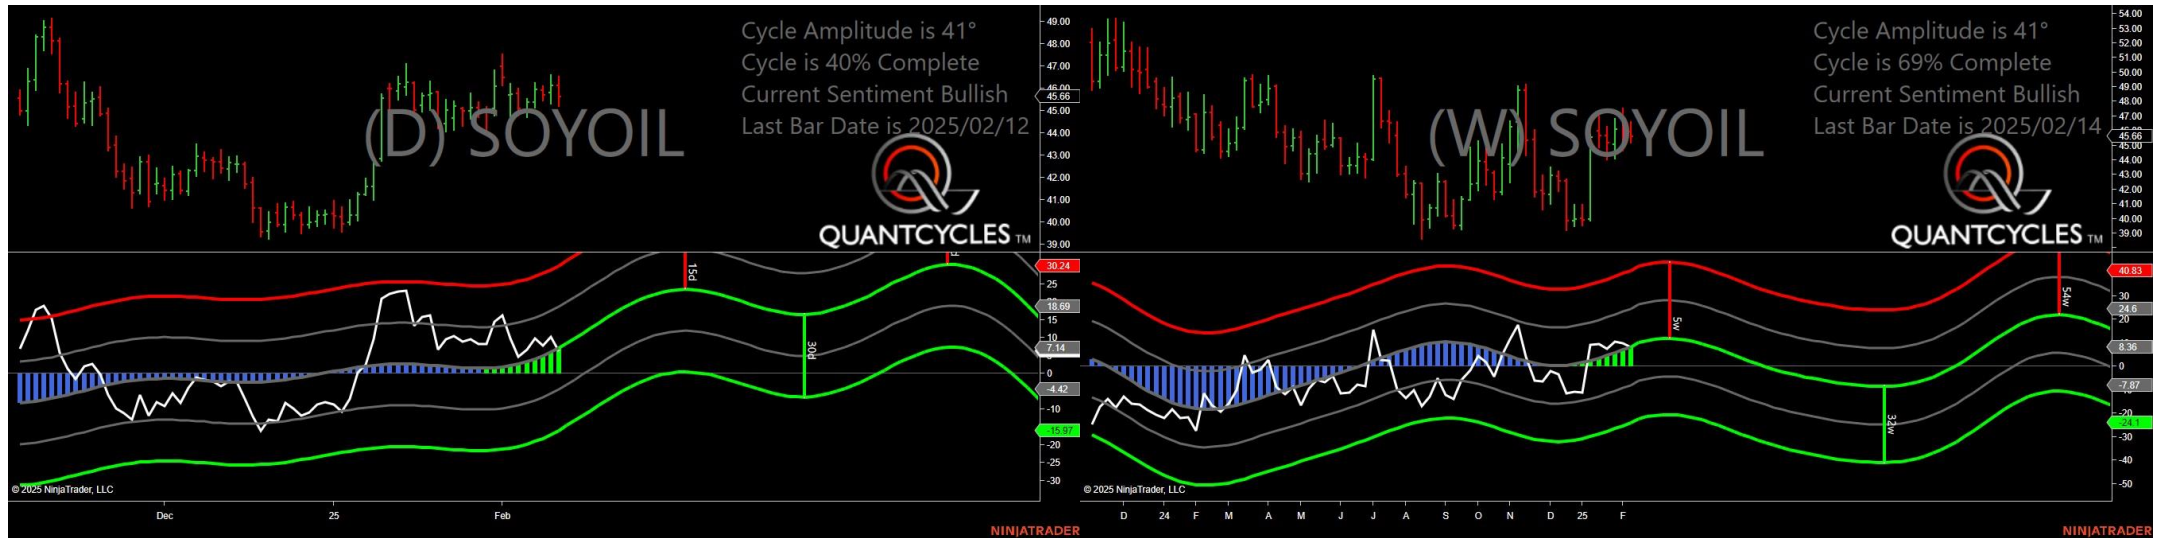 Cycle Amplitude is 41°
Cycle is 40% Complete
Current Sentiment Bullish
Last Bar Date is 2025/02/12
(D) SOYOIL
QUANTCYCLES TM
49.00
48.00
47.00
46.00
45.66
45.00
44.00
43.00
42.00
41.00
40.00
39.00
15d
30d
30.24
25
18.69
15
10
7.14
0
-4.42
-10
-15.97
-20
-25
-30
© 2025 NinjaTrader, LLC
Dec
25
Feb
NINJATRADER
Cycle Amplitude is 41°
Cycle is 69% Complete
Current Sentiment Bullish
Last Bar Date is 2025/02/14
(W) SOYOIL
QUANTCYCLES TM
54.00
53.00
52.00
51.00
50.00
49.00
48.00
47.00
45.66
45.00
44.00
43.00
42.00
41.00
40.00
39.00
5w
32w
54w
40.83
30
24.6
20
8.36
0
-7.87
-20
-24.1
-30
-40
-50
© 2025 NinjaTrader, LLC
D 24 F M A M J J A S O N D 25 F
NINJATRADER